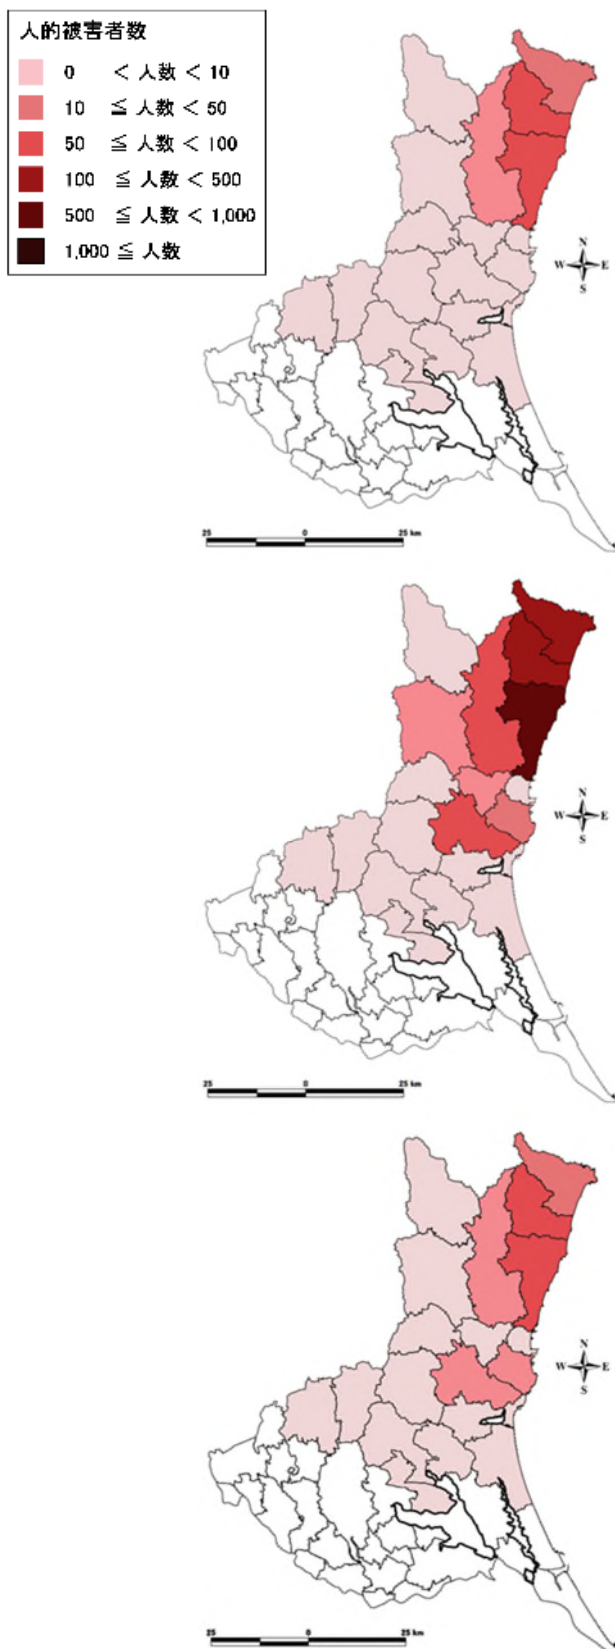 人的被害者数
0 < 人数 < 10
10 ≦ 人数 < 50
50 ≦ 人数 < 100
100 ≦ 人数 < 500
500 ≦ 人数 < 1,000
1,000 ≦ 人数
N
W E
S
25 0 25 km
N
W E
S
25 0 25 km
N
W E
S
25 0 25 km